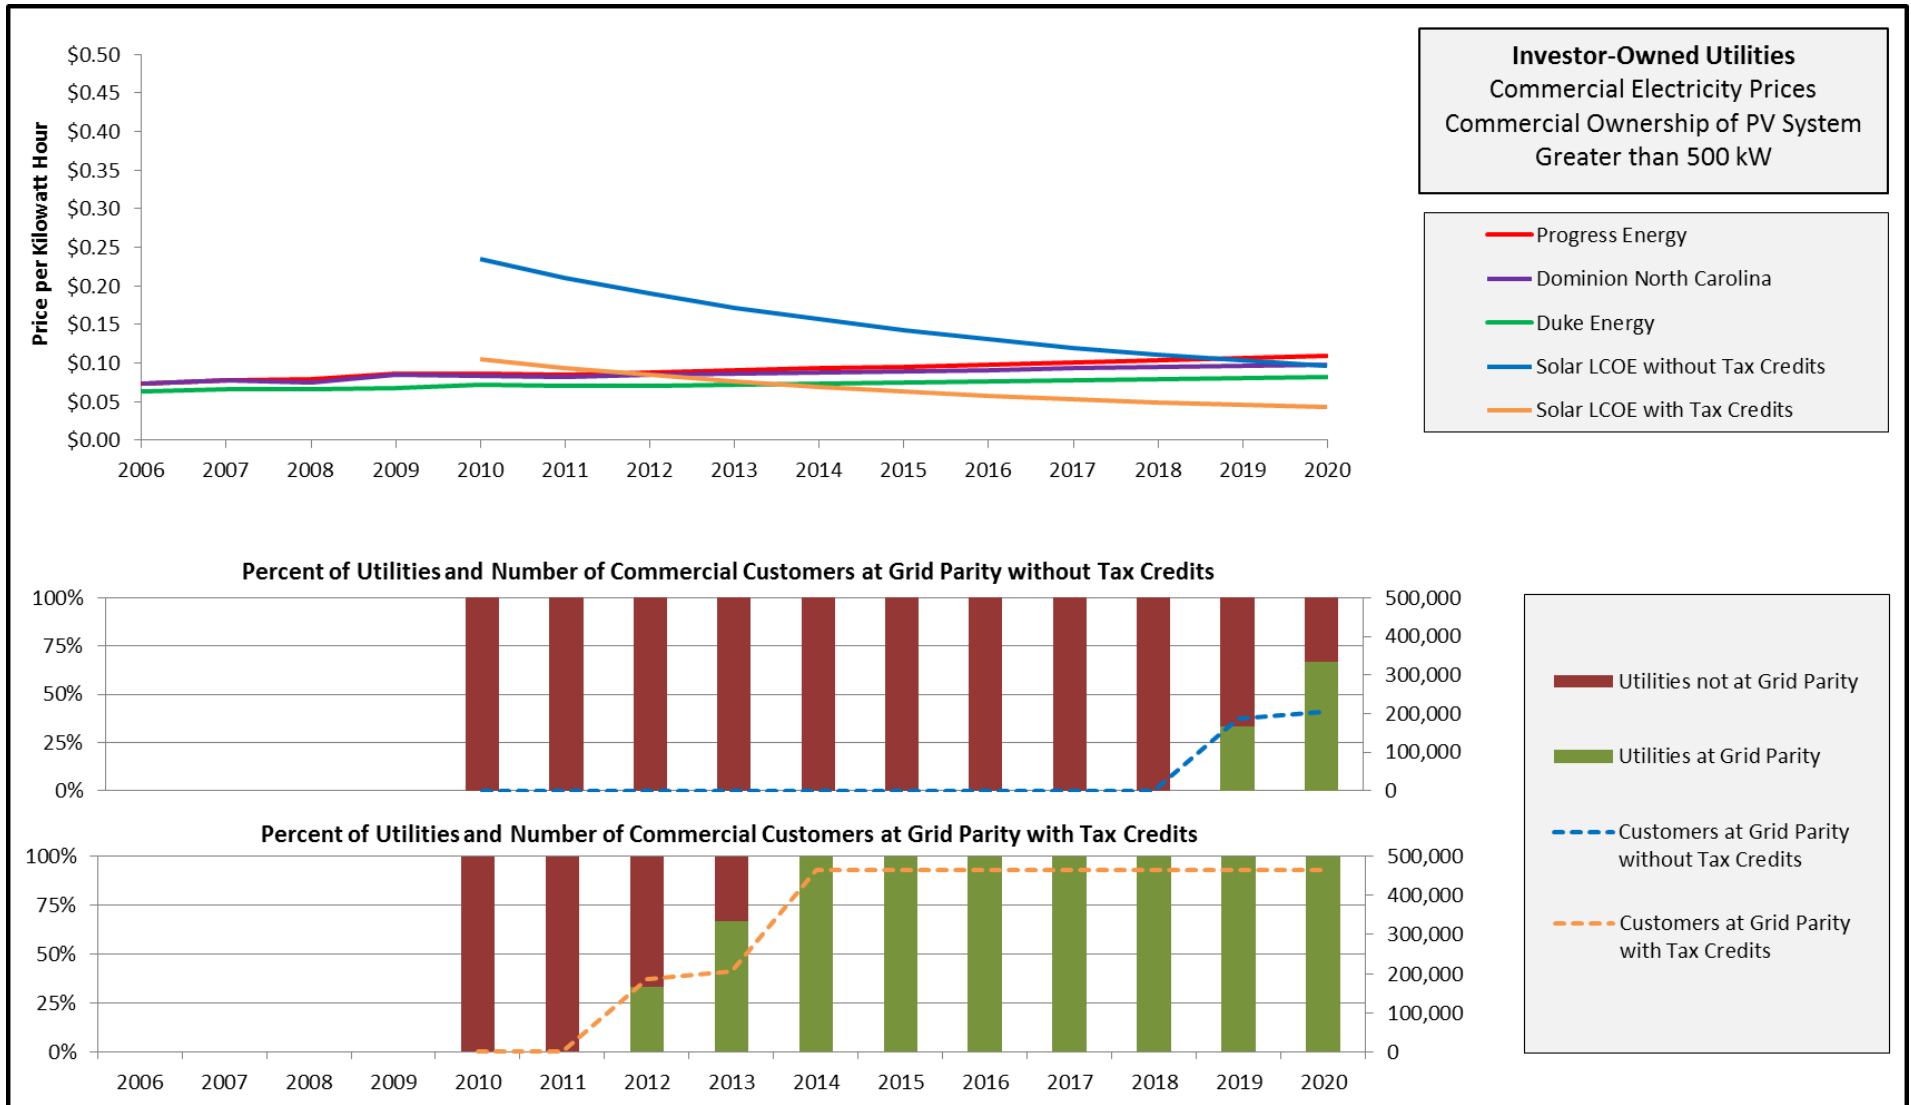 $0.50
$0.45
$0.40
$0.35
$0.30
$0.25
$0.20
$0.15
$0.10
$0.05
$0.00
Price per Kilowatt Hour
2006 2007 2008 2009 2010 2011 2012 2013 2014 2015 2016 2017 2018 2019 2020
Investor-Owned Utilities
Commercial Electricity Prices
Commercial Ownership of PV System
Greater than 500 kW
Progress Energy
Dominion North Carolina
Duke Energy
Solar LCOE without Tax Credits
Solar LCOE with Tax Credits
Percent of Utilities and Number of Commercial Customers at Grid Parity without Tax Credits
100%
75%
50%
25%
0%
500,000
400,000
300,000
200,000
100,000
0
Percent of Utilities and Number of Commercial Customers at Grid Parity with Tax Credits
100%
75%
50%
25%
0%
500,000
400,000
300,000
200,000
100,000
0
2006 2007 2008 2009 2010 2011 2012 2013 2014 2015 2016 2017 2018 2019 2020
Utilities not at Grid Parity
Utilities at Grid Parity
Customers at Grid Parity
without Tax Credits
Customers at Grid Parity
with Tax Credits